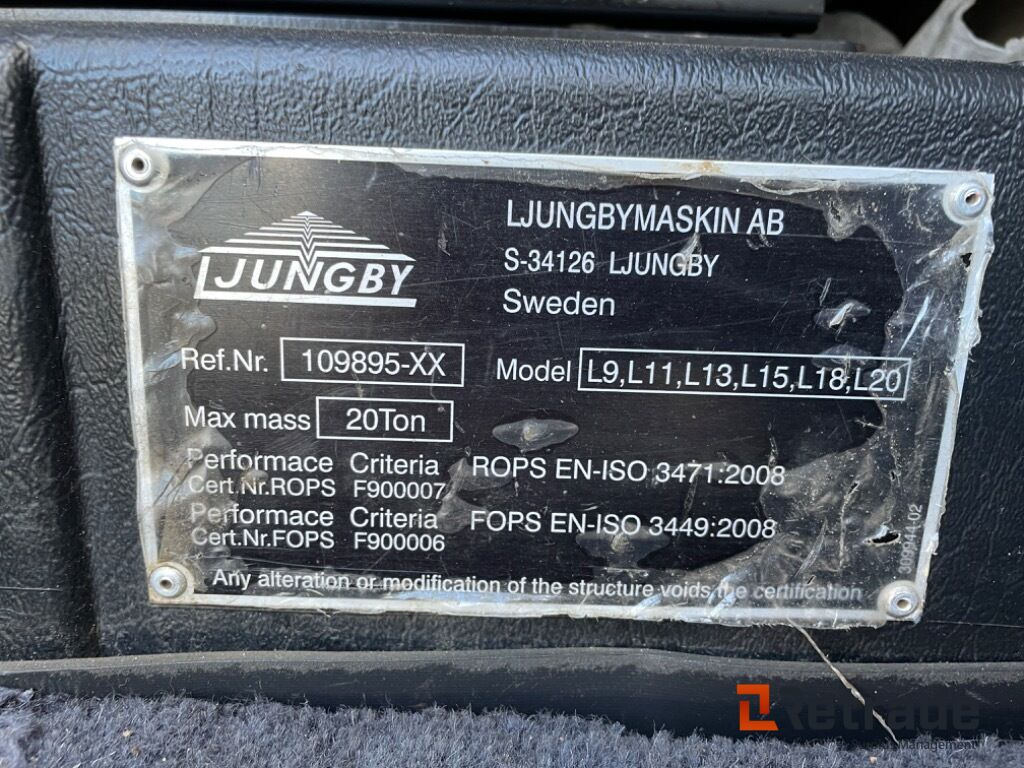 LJUNGBY
LJUNGBYMASKIN AB
S-34126 LJUNGBY
Sweden
Ref.Nr. 109895-XX Model L9,L11,L13,L15,L18,L20
Max mass 20Ton
Performace Criteria ROPS EN-ISO 3471:2008
Cert.Nr.ROPS F900007
Performace Criteria FOPS EN-ISO 3449:2008
Cert.Nr.FOPS F900006
Any alteration or modification of the structure voids the certification
Retrade
Management